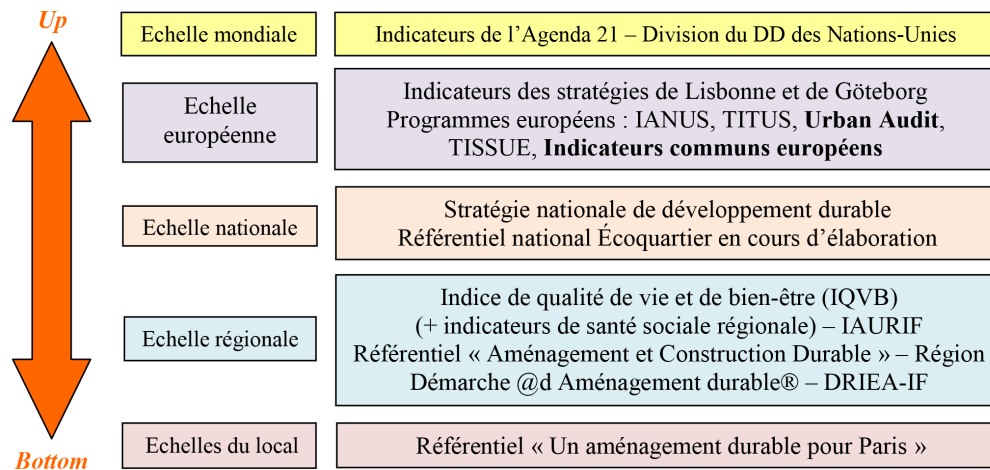 Up
Echelle mondiale
Indicateurs de l’Agenda 21 – Division du DD des Nations-Unies
Echelle
européenne
Indicateurs des stratégies de Lisbonne et de Göteborg
Programmes européens : IANUS, TITUS, Urban Audit,
TISSUE, Indicateurs communs européens
Echelle nationale
Stratégie nationale de développement durable
Référentiel national Écoquartier en cours d’élaboration
Echelle régionale
Indice de qualité de vie et de bien-être (IQVB)
(+ indicateurs de santé sociale régionale) – IAURIF
Référentiel « Aménagement et Construction Durable » – Région
Démarche @d Aménagement durable® – DRIEA-IF
Echelles du local
Référentiel « Un aménagement durable pour Paris »
Bottom